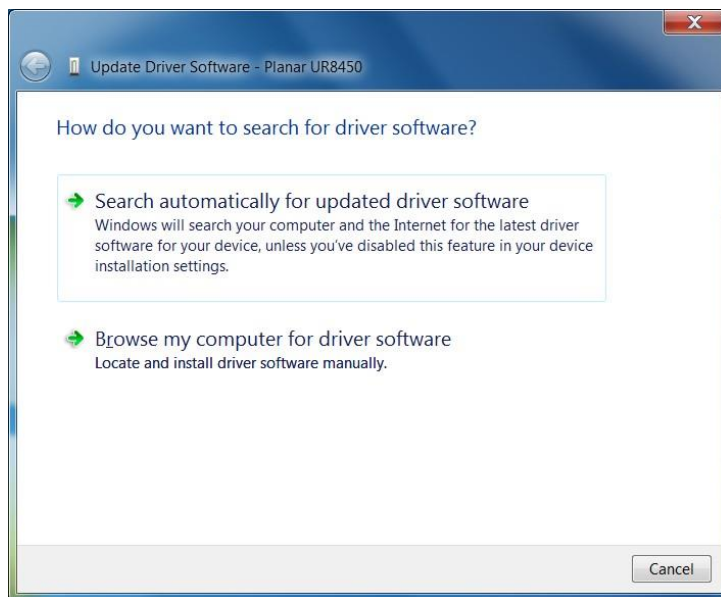 Update Driver Software - Planar UR8450
How do you want to search for driver software?
Search automatically for updated driver software
Windows will search your computer and the Internet for the latest driver
software for your device, unless you've disabled this feature in your device
installation settings.
Browse my computer for driver software
Locate and install driver software manually.
Cancel